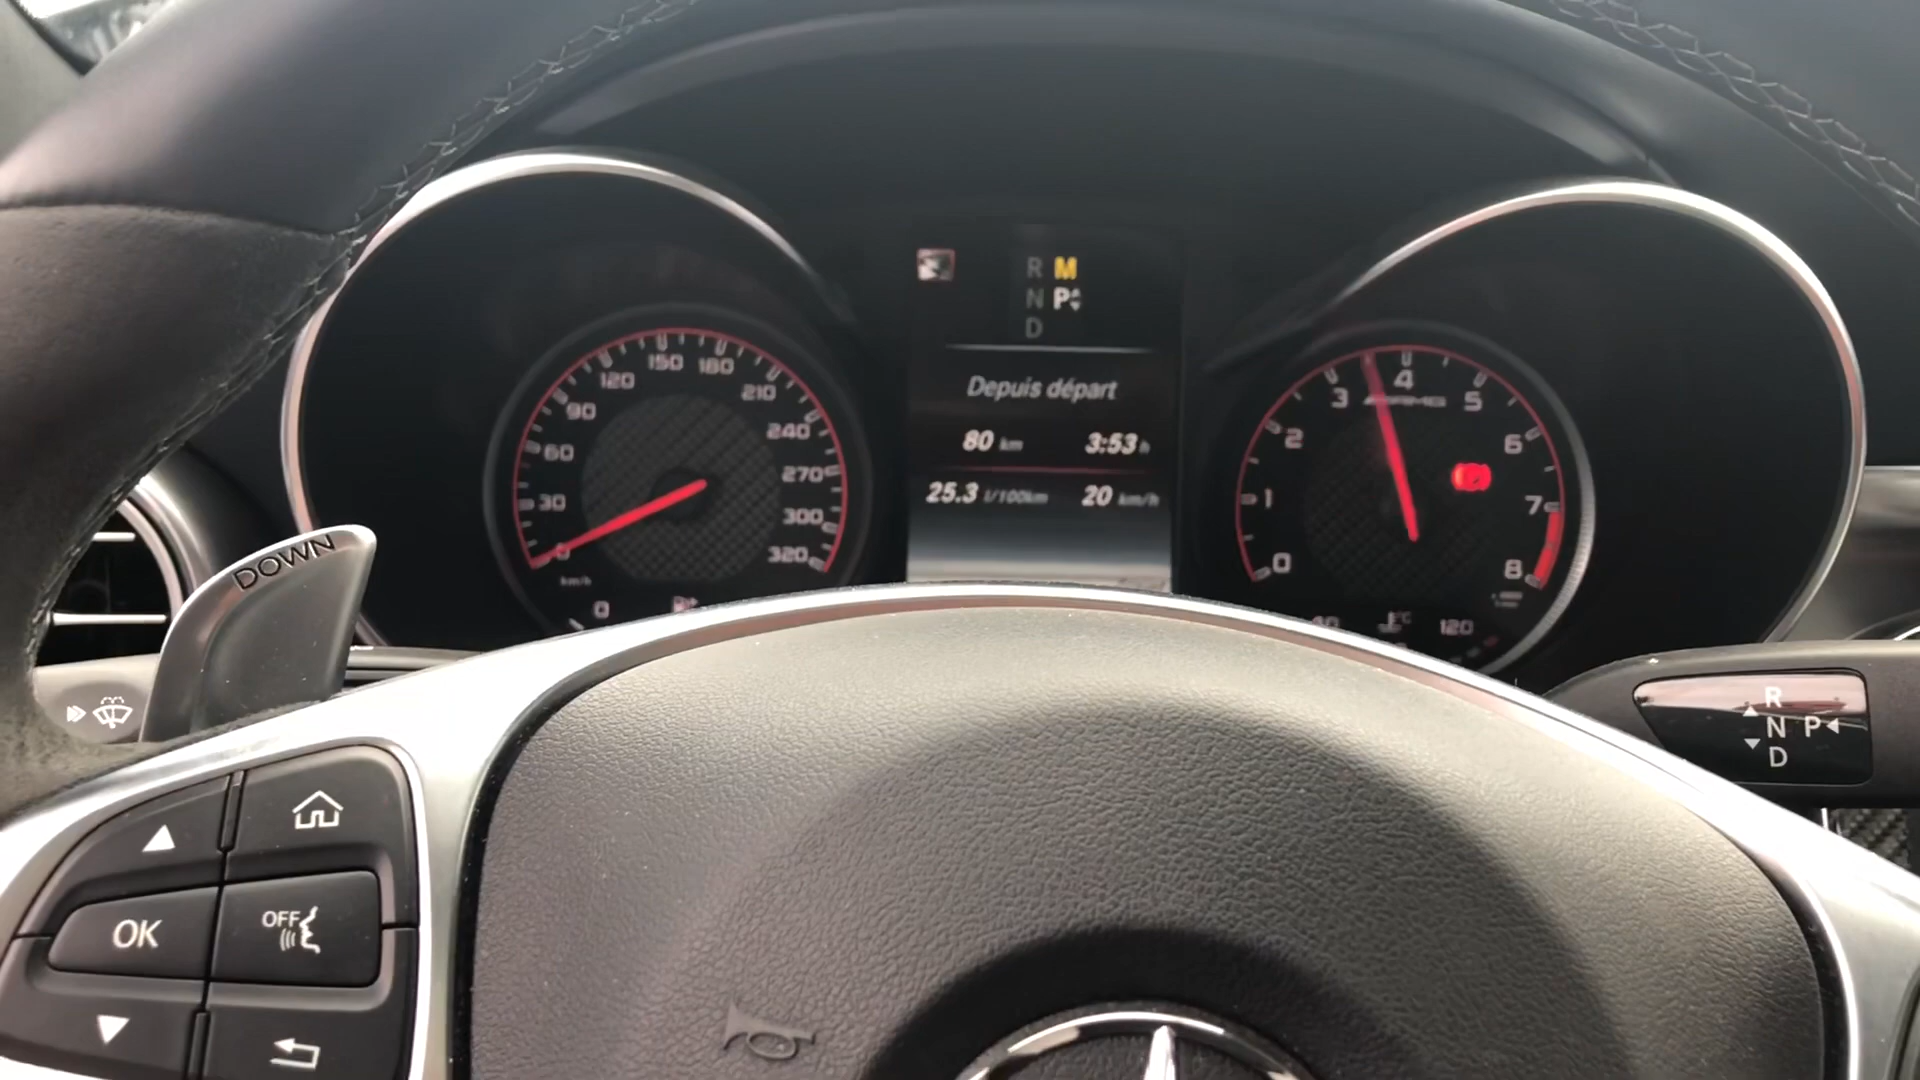 R M
N P
D
Depuis départ
80 km 3:53 h
25.3 l/100km 20 km/h
0
30
60
90
120
150
180
210
240
270
300
320
km/h
0
0
1
2
3
4
5
6
7
8
AMG
°C
120
DOWN
R
N P
D
OK
OFF